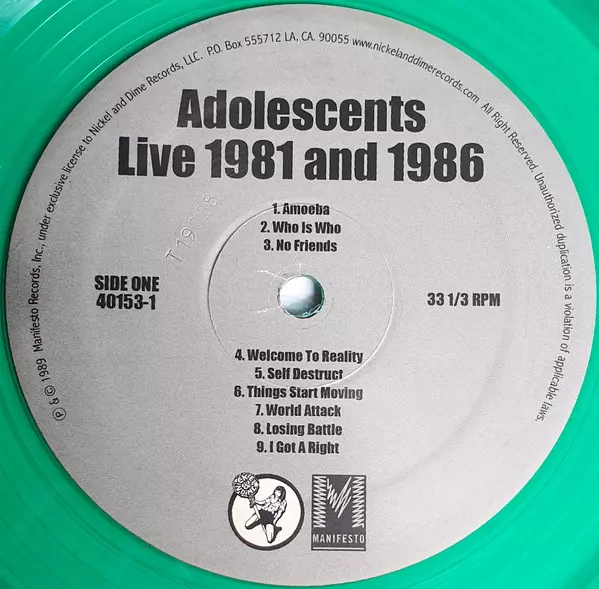 ℗ & © 1989 Manifesto Records, Inc., under exclusive license to Nickel and Dime Records, LLC. P.O. Box 555712 LA, CA. 90055 www.nickelanddimerecords.com All Rights Reserved. Unauthorized duplication is a violation of applicable laws.
Adolescents
Live 1981 and 1986
1. Amoeba
2. Who Is Who
3. No Friends
SIDE ONE
40153-1
33 1/3 RPM
4. Welcome To Reality
5. Self Destruct
6. Things Start Moving
7. World Attack
8. Losing Battle
9. I Got A Right
MANIFESTO